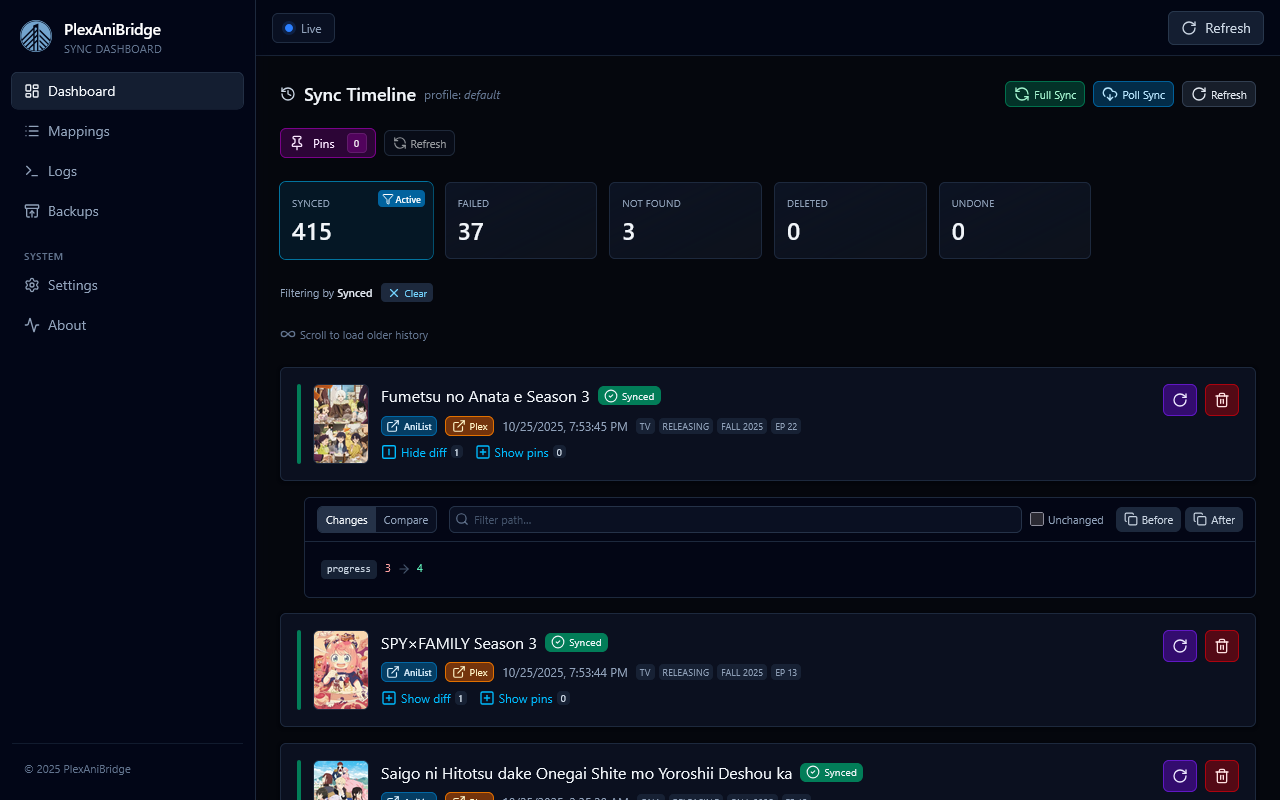 PlexAniBridge
SYNC DASHBOARD
Dashboard
Mappings
Logs
Backups
SYSTEM
Settings
About
© 2025 PlexAniBridge
Live
Refresh
Sync Timeline profile: default
Full Sync Poll Sync Refresh
Pins 0 Refresh
SYNCED Active
415
FAILED
37
NOT FOUND
3
DELETED
0
UNDONE
0
Filtering by Synced Clear
Scroll to load older history
Fumetsu no Anata e Season 3 Synced
AniList Plex 10/25/2025, 7:53:45 PM TV RELEASING FALL 2025 EP 22
Hide diff 1 Show pins 0
Changes Compare Filter path... Unchanged Before After
progress 3 → 4
SPY×FAMILY Season 3 Synced
AniList Plex 10/25/2025, 7:53:44 PM TV RELEASING FALL 2025 EP 13
Show diff 1 Show pins 0
Saigo ni Hitotsu dake Onegai Shite mo Yoroshii Deshou ka Synced